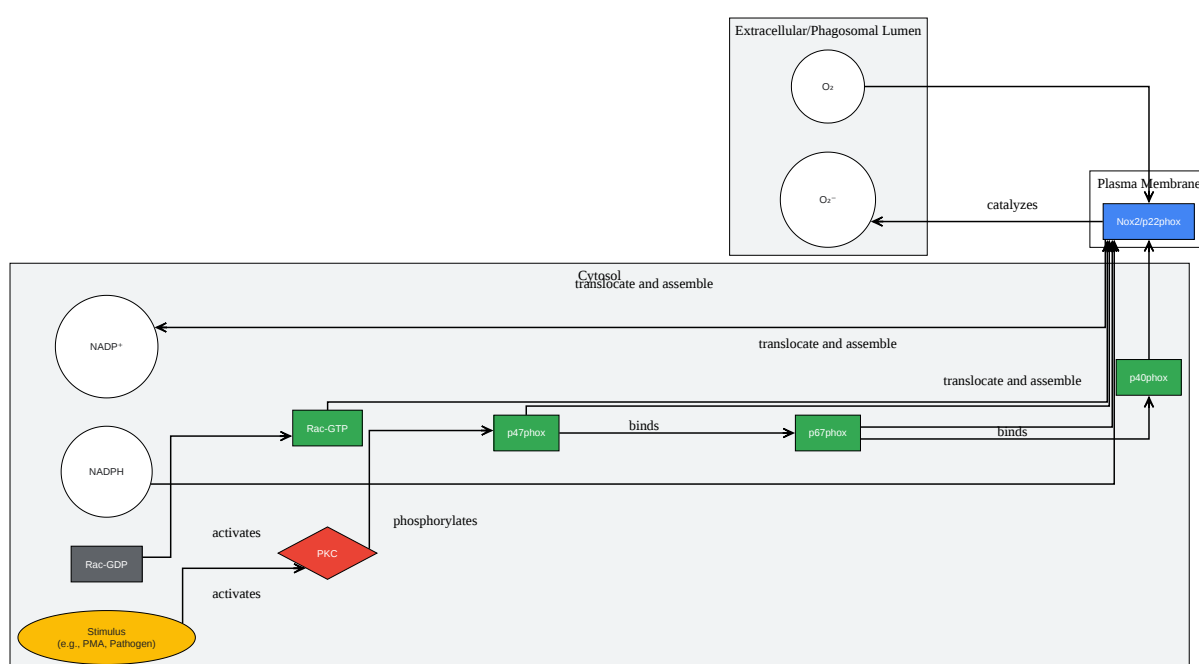 Extracellular/Phagosomal Lumen
O₂
O₂⁻
catalyzes
Plasma Membrane
Nox2/p22phox
Cytosol
translocate and assemble
NADP⁺
translocate and assemble
translocate and assemble
p40phox
Rac-GTP
p47phox
binds
p67phox
binds
NADPH
phosphorylates
activates
PKC
Rac-GDP
activates
Stimulus
(e.g., PMA, Pathogen)